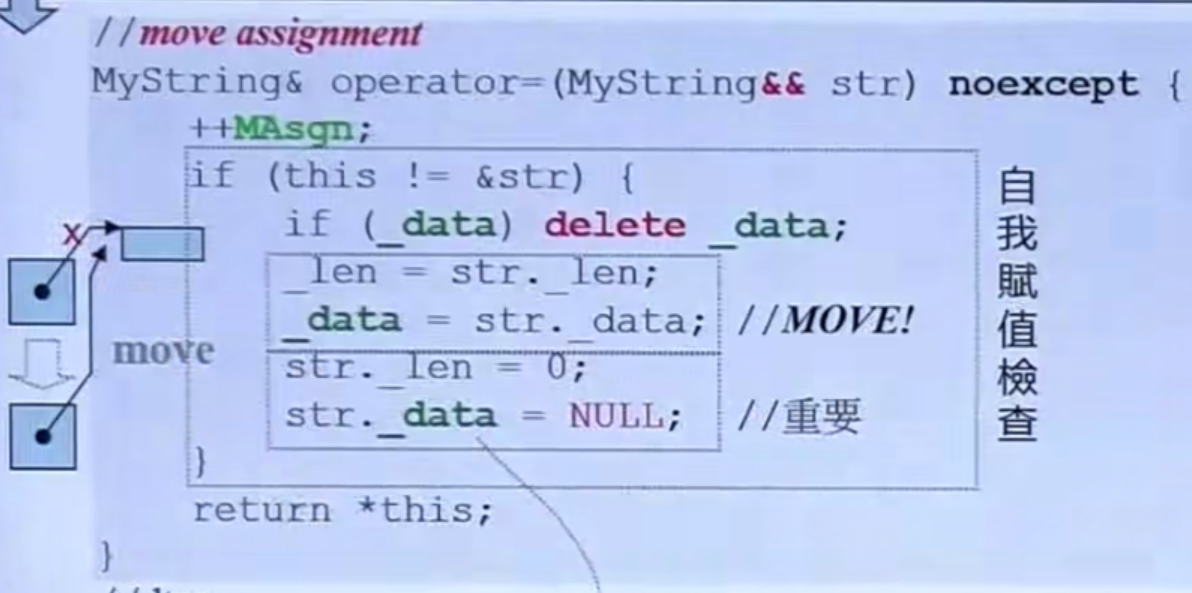 //move assignment
MyString& operator=(MyString&& str) noexcept {
++MAsgn;
if (this != &str) {
if (_data) delete _data;
_len = str._len;
_data = str._data; //MOVE!
str._len = 0;
str._data = NULL; //重要
}
return *this;
}
自我賦值檢查
x
move